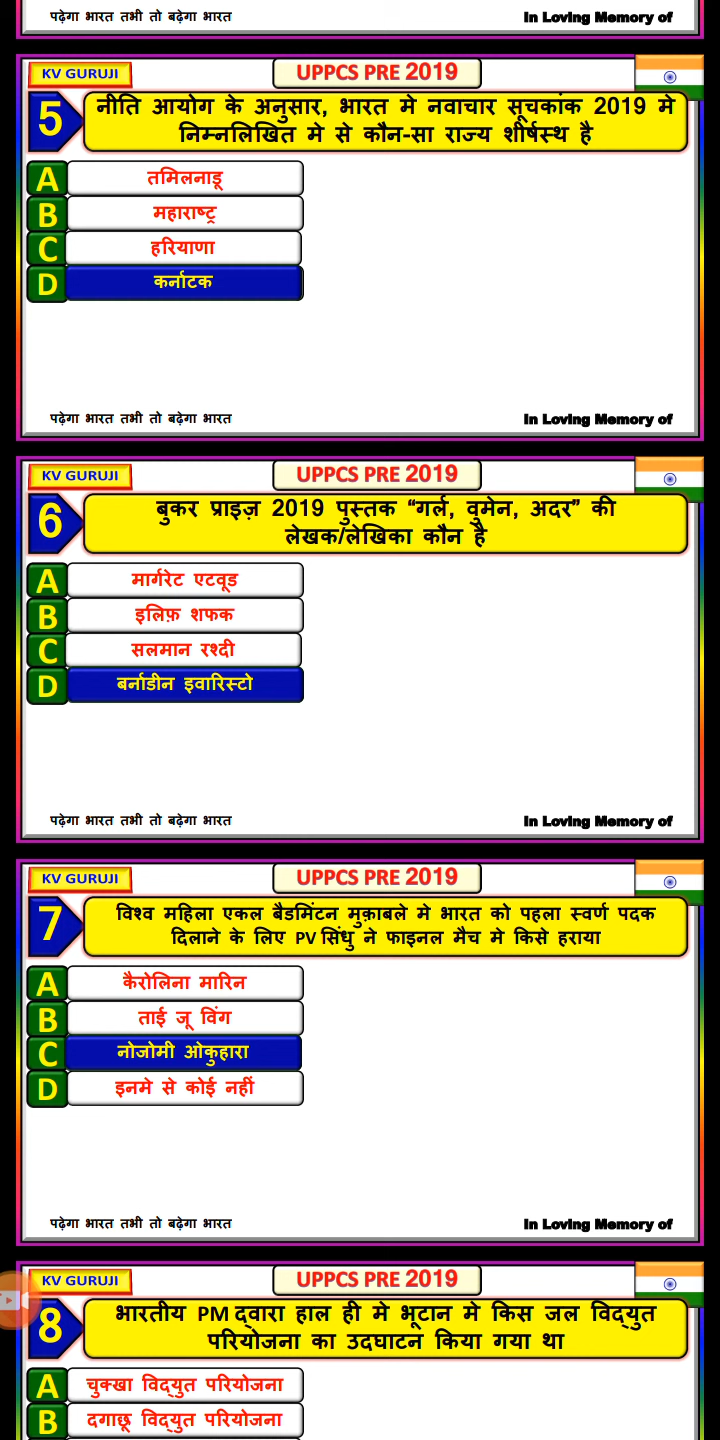 पढ़ेगा भारत तभी तो बढ़ेगा भारत In Loving Memory of
KV GURUJI UPPCS PRE 2019
5 नीति आयोग के अनुसार, भारत मे नवाचार सूचकांक 2019 मे
निम्नलिखित मे से कौन-सा राज्य शीर्षस्थ है
A तमिलनाडू
B महाराष्ट्र
C हरियाणा
D कर्नाटक
पढ़ेगा भारत तभी तो बढ़ेगा भारत In Loving Memory of
KV GURUJI UPPCS PRE 2019
6 बुकर प्राइज़ 2019 पुस्तक “गर्ल, वुमेन, अदर” की
लेखक/लेखिका कौन है
A मार्गरेट एटवूड
B इलिफ़ शफक
C सलमान रश्दी
D बर्नाडीन इवारिस्टो
पढ़ेगा भारत तभी तो बढ़ेगा भारत In Loving Memory of
KV GURUJI UPPCS PRE 2019
7 विश्व महिला एकल बैडमिंटन मुक़ाबले मे भारत को पहला स्वर्ण पदक
दिलाने के लिए PV सिंधु ने फाइनल मैच मे किसे हराया
A कैरोलिना मारिन
B ताई जू विंग
C नोजोमी ओकुहारा
D इनमे से कोई नहीं
पढ़ेगा भारत तभी तो बढ़ेगा भारत In Loving Memory of
KV GURUJI UPPCS PRE 2019
8 भारतीय PM द्वारा हाल ही मे भूटान मे किस जल विद्युत
परियोजना का उदघाटन किया गया था
A चुक्खा विद्युत परियोजना
B दगाछू विद्युत परियोजना